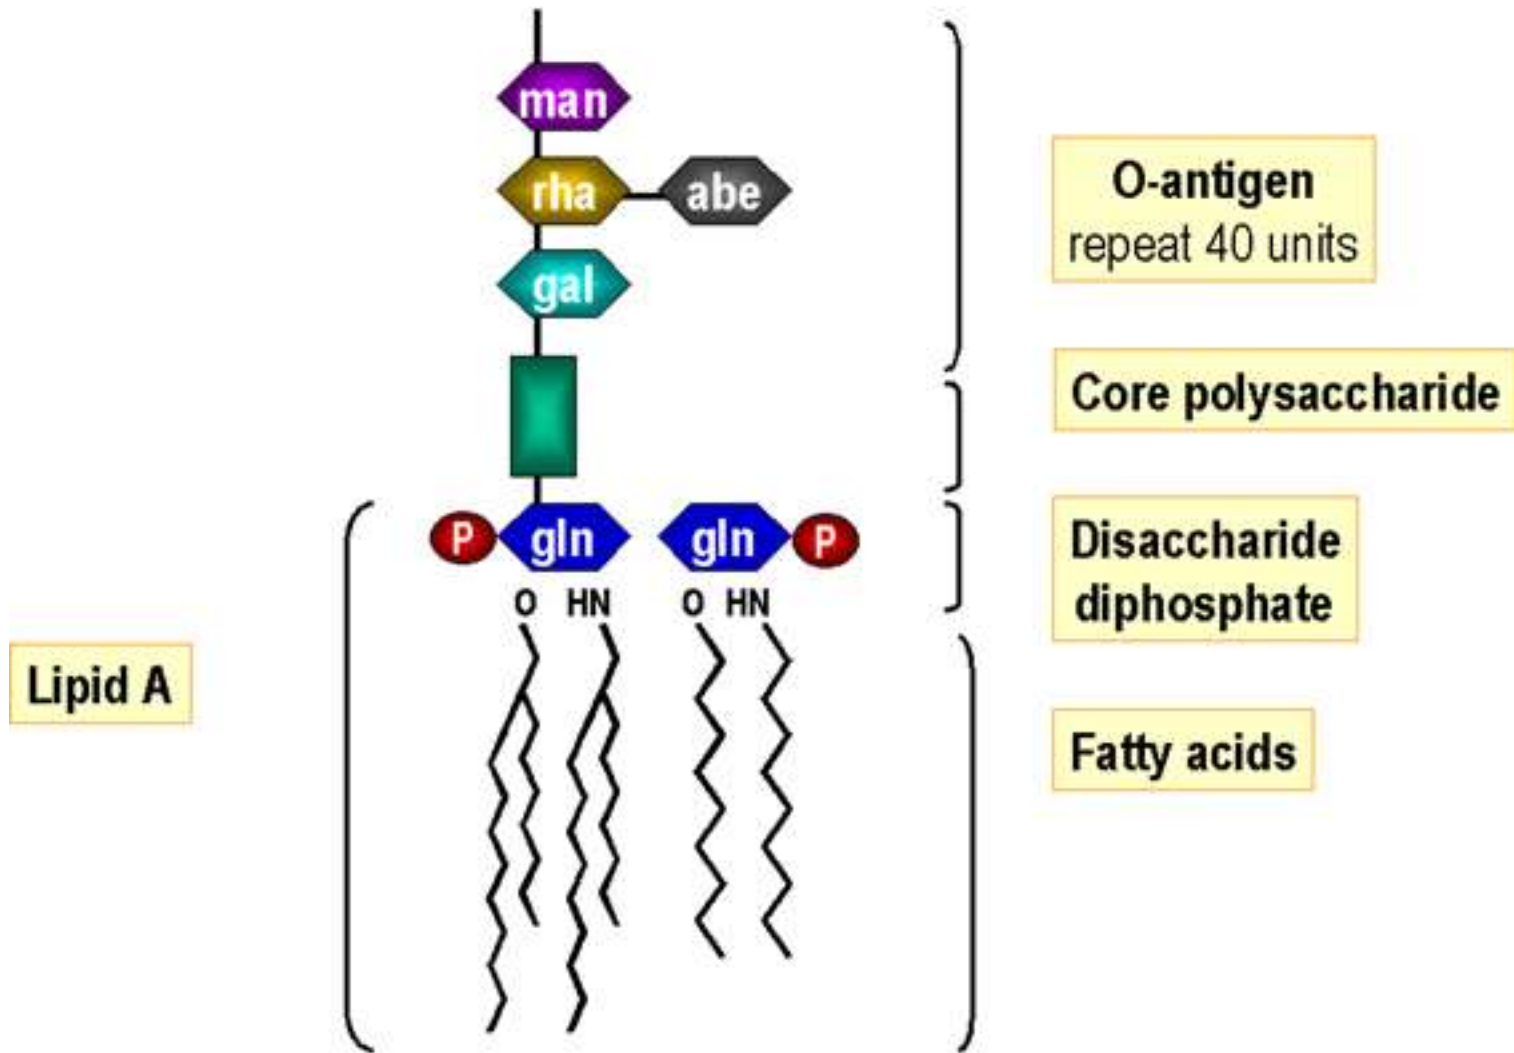 man
rha
abe
gal
O-antigen
repeat 40 units
Core polysaccharide
P
gln
gln
P
O HN
O HN
Disaccharide
diphosphate
Lipid A
Fatty acids